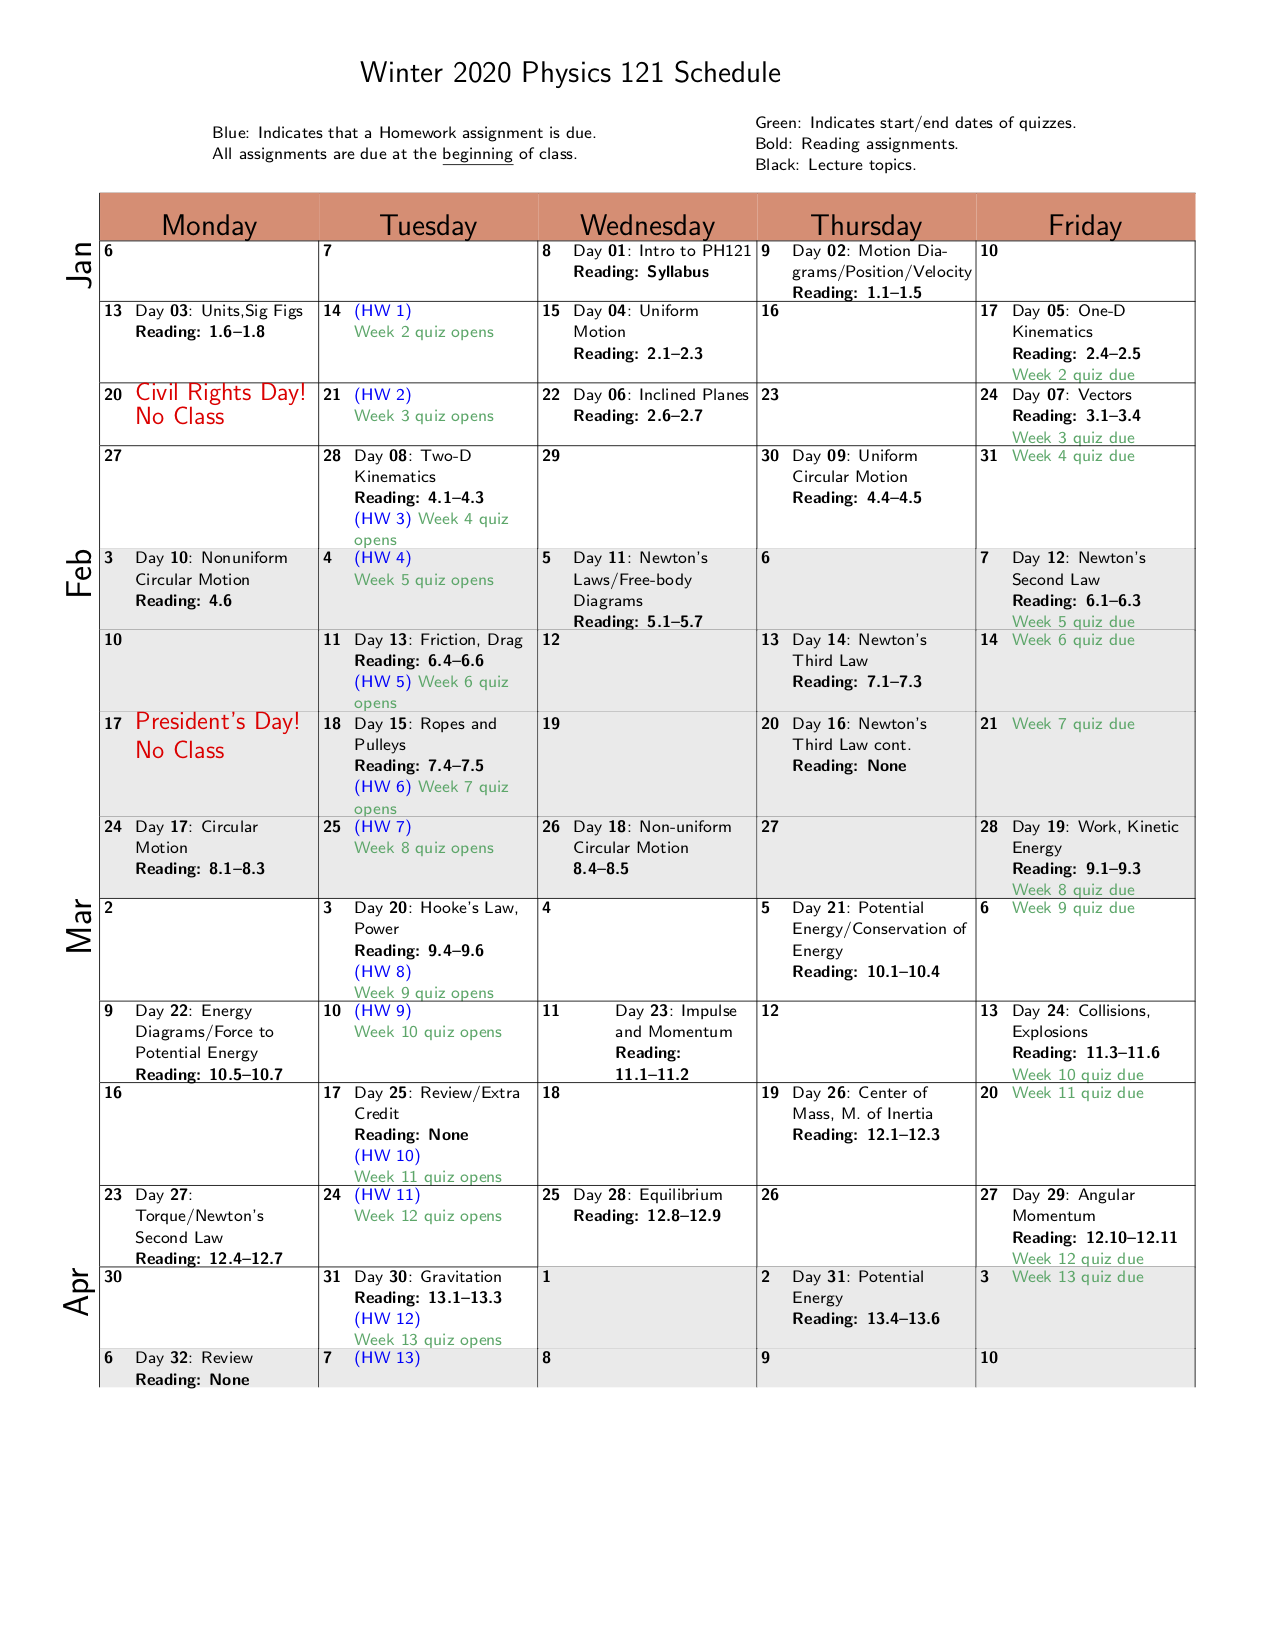 Winter 2020 Physics 121 Schedule
Blue: Indicates that a Homework assignment is due.
All assignments are due at the beginning of class.
Green: Indicates start/end dates of quizzes.
Bold: Reading assignments.
Black: Lecture topics.
Monday
Tuesday
Wednesday
Thursday
Friday
Jan
6
7
8 Day 01: Intro to PH121
Reading: Syllabus
9 Day 02: Motion Dia-
grams/Position/Velocity
Reading: 1.1–1.5
10
13 Day 03: Units,Sig Figs
Reading: 1.6–1.8
14 (HW 1)
Week 2 quiz opens
15 Day 04: Uniform
Motion
Reading: 2.1–2.3
16
17 Day 05: One-D
Kinematics
Reading: 2.4–2.5
Week 2 quiz due
20 Civil Rights Day!
No Class
21 (HW 2)
Week 3 quiz opens
22 Day 06: Inclined Planes
Reading: 2.6–2.7
23
24 Day 07: Vectors
Reading: 3.1–3.4
Week 3 quiz due
27
28 Day 08: Two-D
Kinematics
Reading: 4.1–4.3
(HW 3) Week 4 quiz
opens
29
30 Day 09: Uniform
Circular Motion
Reading: 4.4–4.5
31 Week 4 quiz due
Feb
3 Day 10: Nonuniform
Circular Motion
Reading: 4.6
4 (HW 4)
Week 5 quiz opens
5 Day 11: Newton's
Laws/Free-body
Diagrams
Reading: 5.1–5.7
6
7 Day 12: Newton's
Second Law
Reading: 6.1–6.3
Week 5 quiz due
10
11 Day 13: Friction, Drag
Reading: 6.4–6.6
(HW 5) Week 6 quiz
opens
12
13 Day 14: Newton's
Third Law
Reading: 7.1–7.3
14 Week 6 quiz due
17 President's Day!
No Class
18 Day 15: Ropes and
Pulleys
Reading: 7.4–7.5
(HW 6) Week 7 quiz
opens
19
20 Day 16: Newton's
Third Law cont.
Reading: None
21 Week 7 quiz due
24 Day 17: Circular
Motion
Reading: 8.1–8.3
25 (HW 7)
Week 8 quiz opens
26 Day 18: Non-uniform
Circular Motion
8.4–8.5
27
28 Day 19: Work, Kinetic
Energy
Reading: 9.1–9.3
Week 8 quiz due
Mar
2
3 Day 20: Hooke's Law,
Power
Reading: 9.4–9.6
(HW 8)
Week 9 quiz opens
4
5 Day 21: Potential
Energy/Conservation of
Energy
Reading: 10.1–10.4
6 Week 9 quiz due
9 Day 22: Energy
Diagrams/Force to
Potential Energy
Reading: 10.5–10.7
10 (HW 9)
Week 10 quiz opens
11 Day 23: Impulse
and Momentum
Reading:
11.1–11.2
12
13 Day 24: Collisions,
Explosions
Reading: 11.3–11.6
Week 10 quiz due
16
17 Day 25: Review/Extra
Credit
Reading: None
(HW 10)
Week 11 quiz opens
18
19 Day 26: Center of
Mass, M. of Inertia
Reading: 12.1–12.3
20 Week 11 quiz due
23 Day 27:
Torque/Newton's
Second Law
Reading: 12.4–12.7
24 (HW 11)
Week 12 quiz opens
25 Day 28: Equilibrium
Reading: 12.8–12.9
26
27 Day 29: Angular
Momentum
Reading: 12.10–12.11
Week 12 quiz due
Apr
30
31 Day 30: Gravitation
Reading: 13.1–13.3
(HW 12)
Week 13 quiz opens
1
2 Day 31: Potential
Energy
Reading: 13.4–13.6
3 Week 13 quiz due
6 Day 32: Review
Reading: None
7 (HW 13)
8
9
10